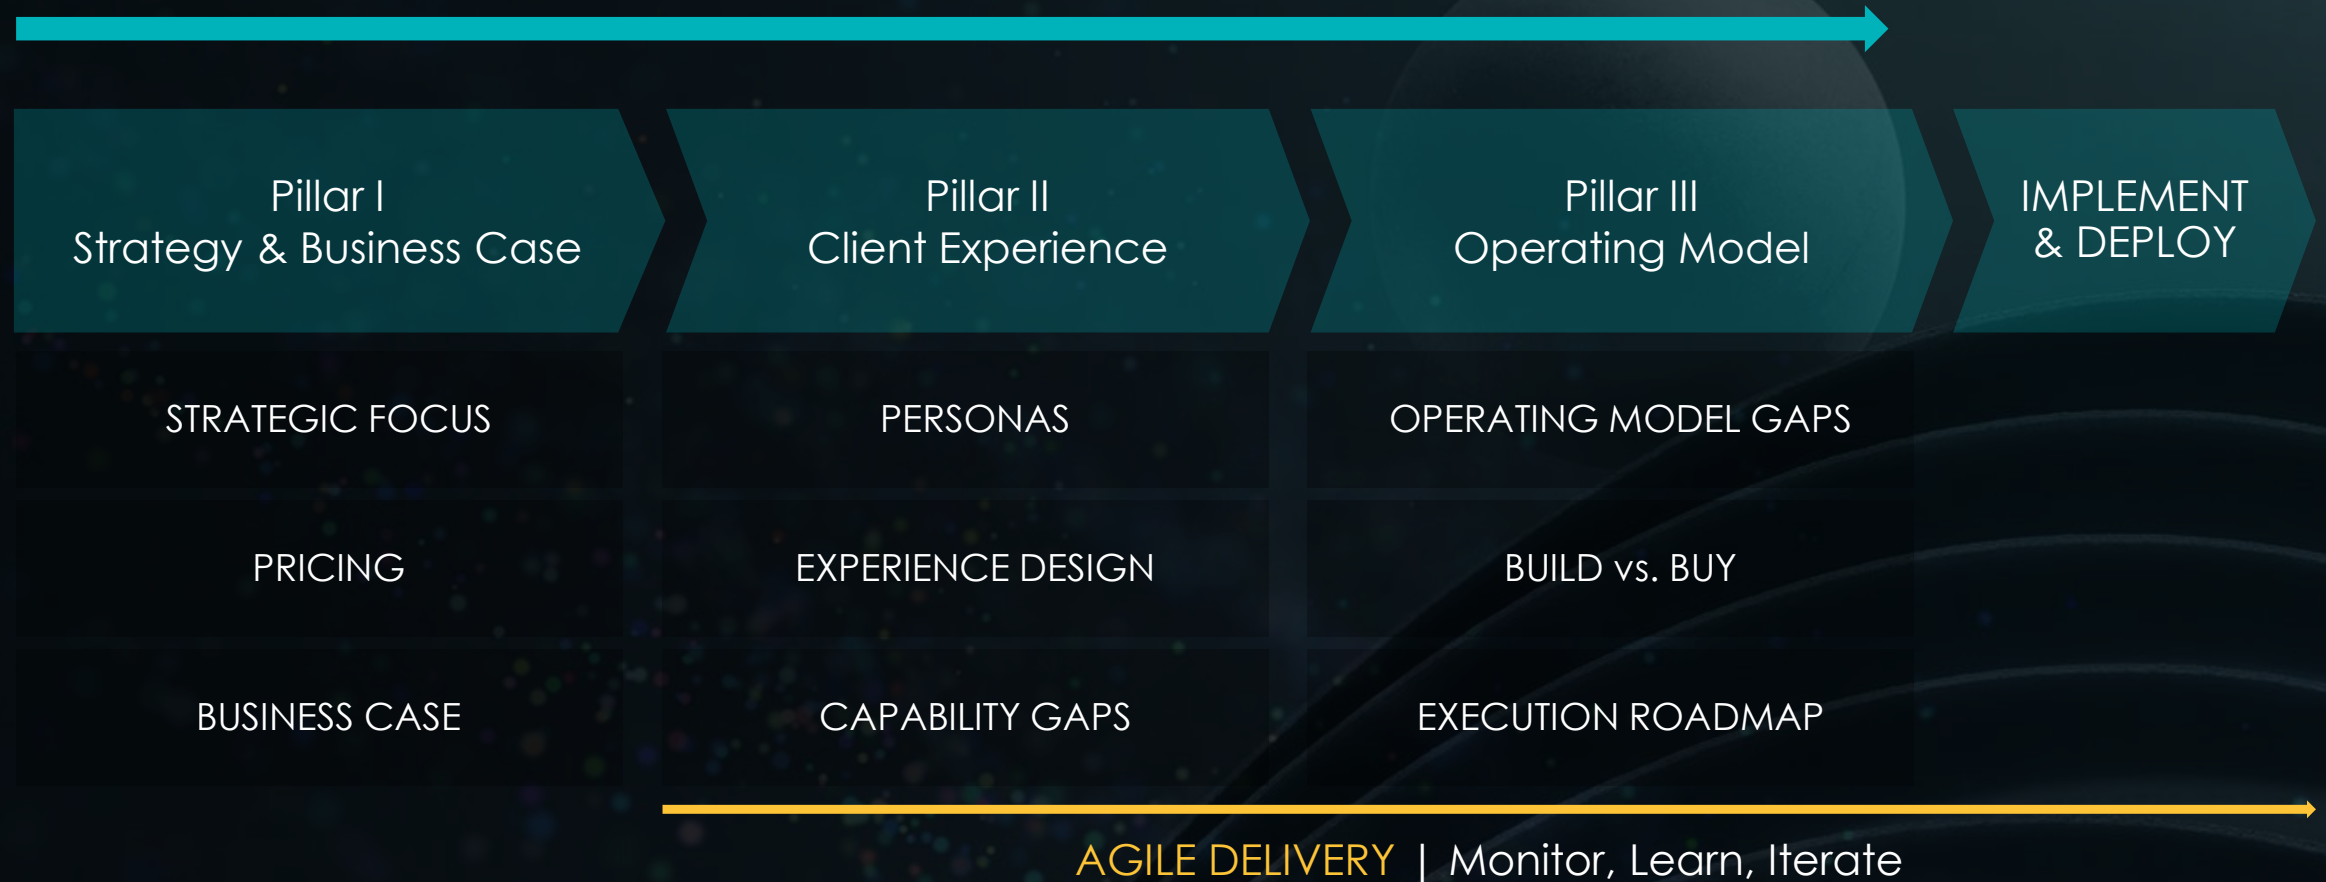 Pillar I
Strategy & Business Case
Pillar II
Client Experience
Pillar III
Operating Model
IMPLEMENT
& DEPLOY
STRATEGIC FOCUS
PERSONAS
OPERATING MODEL GAPS
PRICING
EXPERIENCE DESIGN
BUILD vs. BUY
BUSINESS CASE
CAPABILITY GAPS
EXECUTION ROADMAP
AGILE DELIVERY | Monitor, Learn, Iterate